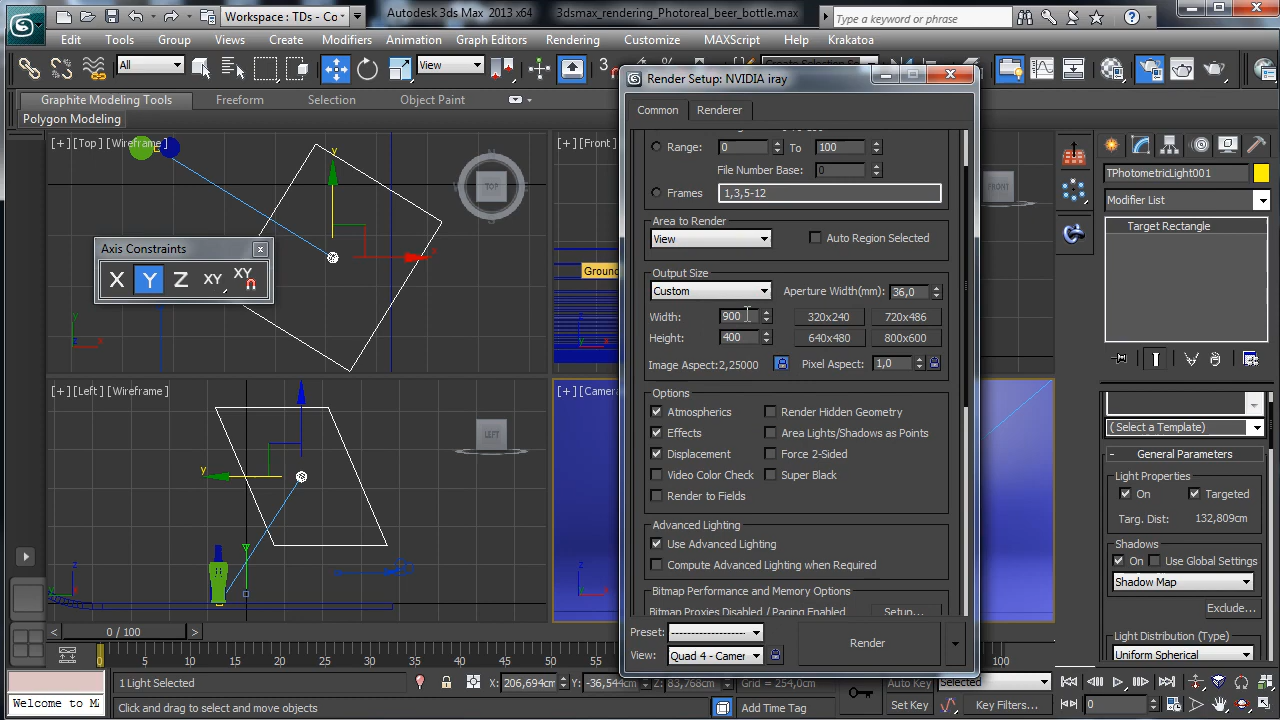 Workspace: TDs - Co
Autodesk 3ds Max 2013 x64
3dsmax_rendering_Photoreal_beer_bottle.max
Type a keyword or phrase
Edit Tools Group Views Create Modifiers Animation Graph Editors Rendering Customize MAXScript Help Krakatoa
All
View
3
Render Setup: NVIDIA iray
Graphite Modeling Tools Freeform Selection Object Paint
Polygon Modeling
Common Renderer
[+] [Top] [Wireframe]
[+] [Front]
TOP
FRONT
y
x
Axis Constraints
X Y Z XY XY
Range: 0 To 100
File Number Base: 0
Frames 1,3,5-12
Area to Render
View
Auto Region Selected
Output Size
Custom
Aperture Width(mm): 36,0
Width: 900
320x240 720x486
Height: 400
640x480 800x600
Image Aspect: 2,25000
Pixel Aspect: 1,0
Options
Atmospherics
Render Hidden Geometry
Effects
Area Lights/Shadows as Points
Displacement
Force 2-Sided
Video Color Check
Super Black
Render to Fields
Advanced Lighting
Use Advanced Lighting
Compute Advanced Lighting when Required
Bitmap Performance and Memory Options
Bitmap Proxies Disabled / Paging Enabled
Setup...
Preset: -------------------
View: Quad 4 - Camer
Render
Ground
[+] [Left] [Wireframe]
[+] [Camera
LEFT
y
z
TPhotometricLight001
Modifier List
Target Rectangle
(Select a Template)
- General Parameters
Light Properties
On Targeted
Targ. Dist: 132,809cm
Shadows
On Use Global Settings
Shadow Map
Exclude...
- Light Distribution (Type)
Uniform Spherical
< 0 / 100 >
0 5 10 15 20 25 30 35 40 45 50 55 100
1 Light Selected
X: 206,694cm Y: -36,544cm Z: 83,768cm
Grid = 254,0cm
Auto Key
Selected
Welcome to MA
Click and drag to select and move objects
Add Time Tag
Set Key
Key Filters...
0